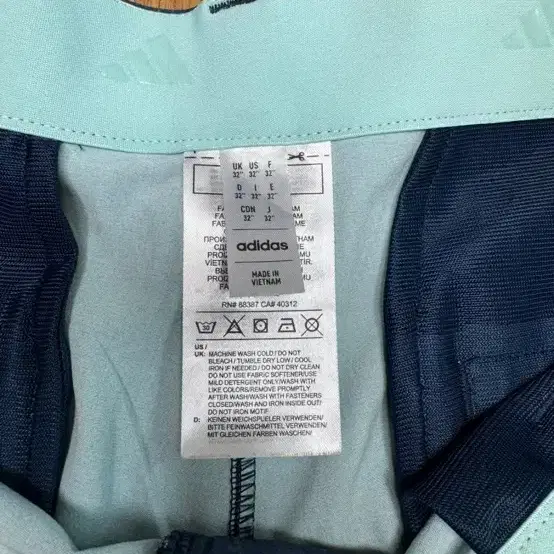 UK US F
32" 32" 32"
D I E
32" 32" 32"
CDN J
32" 32"
adidas
MADE IN
VIETNAM
RN# 88387 CA# 40312
US /
UK: MACHINE WASH COLD/ DO NOT
BLEACH/ TUMBLE DRY LOW/ COOL
IRON IF NEEDED/ DO NOT DRY CLEAN
DO NOT USE FABRIC SOFTENER/USE
MILD DETERGENT ONLY/WASH WITH
LIKE COLORS/REMOVE PROMPTLY
AFTER WASH/WASH WITH FASTENERS
CLOSED/WASH AND IRON INSIDE OUT/
DO NOT IRON MOTIF
D: KEINEN WEICHSPUELER VERWENDEN/
BITTE FEINWASCHMITTEL VERWENDEN/
MIT GLEICHEN FARBEN WASCHEN/